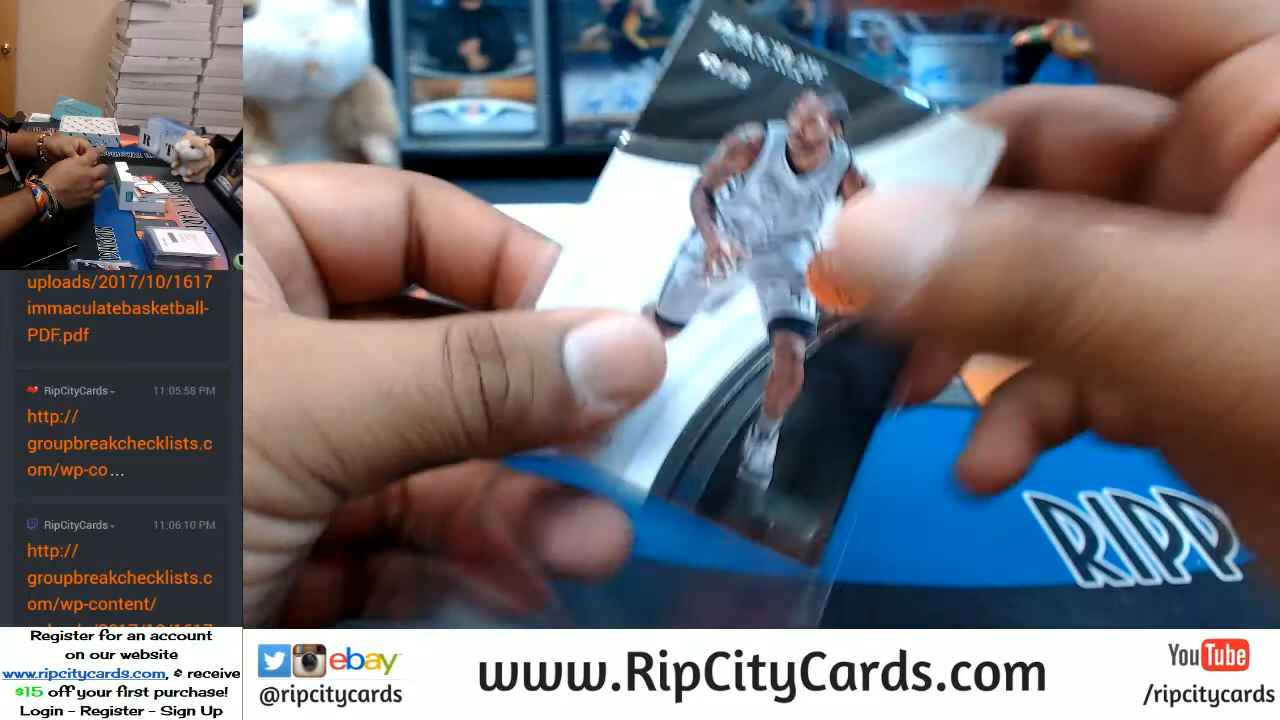 uploads/2017/10/1617
immaculatebasketball-
PDF.pdf
RipCityCards 11:05:58 PM
http://
groupbreakchecklists.c
om/wp-co...
RipCityCards 11:06:10 PM
http://
groupbreakchecklists.c
om/wp-content/
Register for an account
on our website
www.ripcitycards.com, & receive
$15 off your first purchase!
Login - Register - Sign Up
RIPP
ebay
@ripcitycards
www.RipCityCards.com
YouTube
/ripcitycards